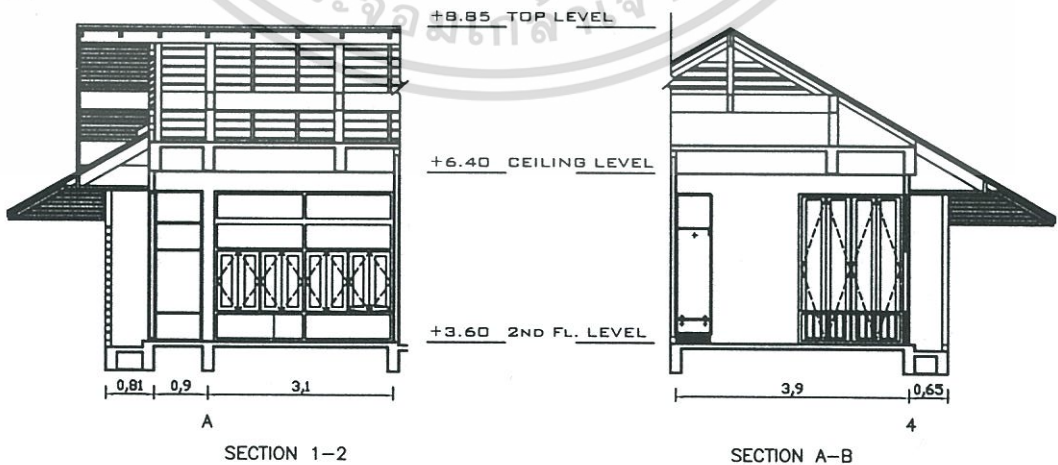 +8.85 TOP LEVEL
+6.40 CEILING LEVEL
+3.60 2ND FL. LEVEL
0,81 0,9 3,1
3,9 0,65
A
4
SECTION 1-2
SECTION A-B